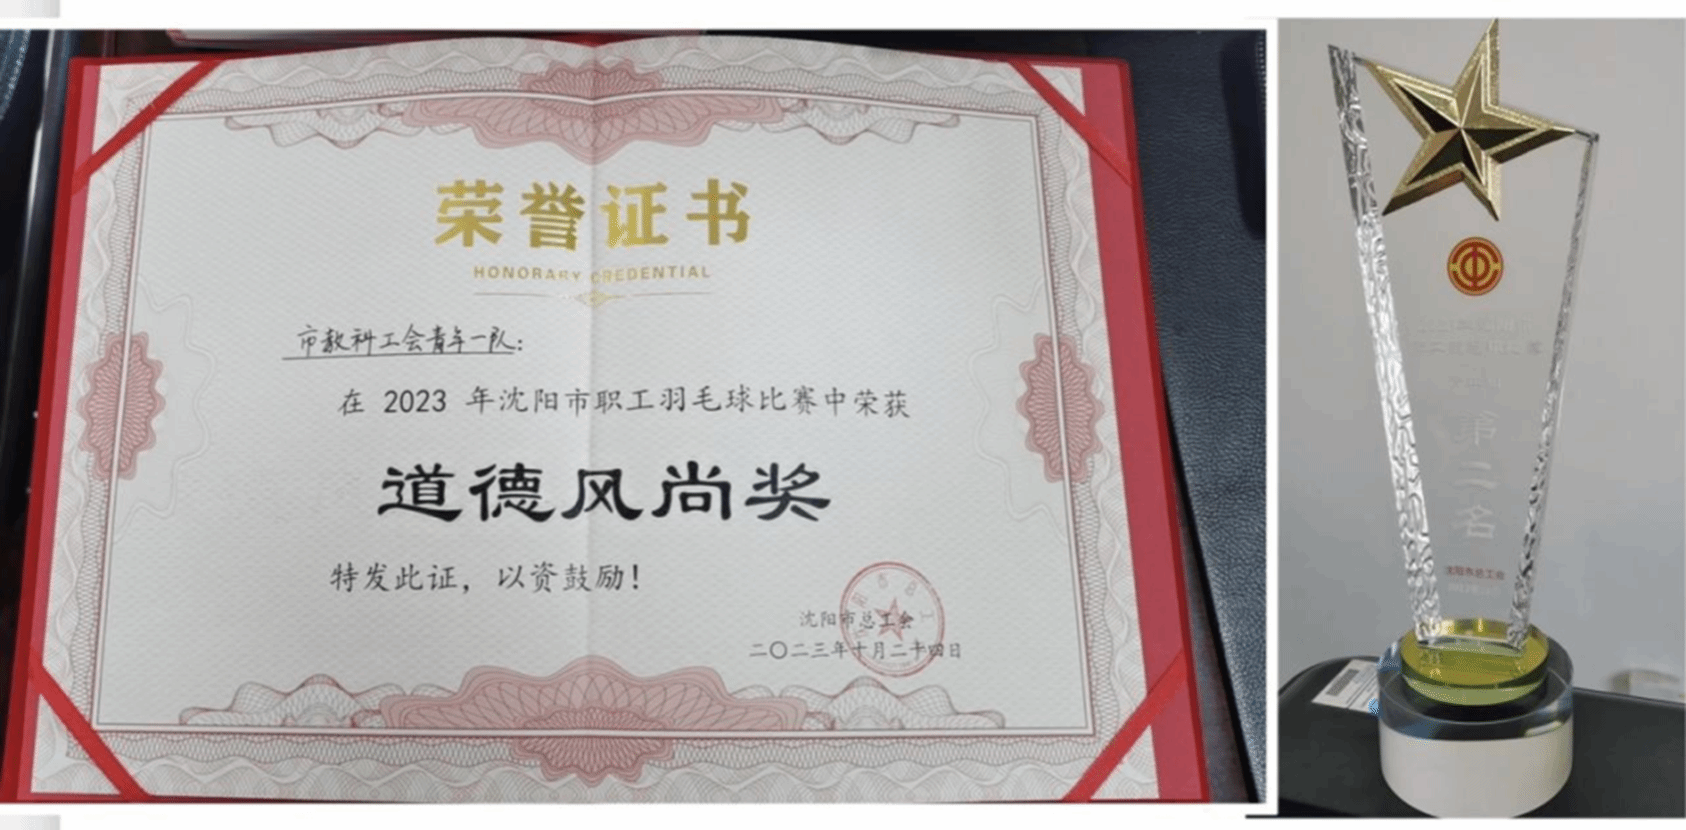 荣誉证书
HONORARY CREDENTIAL
市教科工会青年一队:
在 2023 年沈阳市职工羽毛球比赛中荣获
道德风尚奖
特发此证，以资鼓励!
沈阳市总工会
二〇二三年十月二十四日
第二名
沈阳市总工会